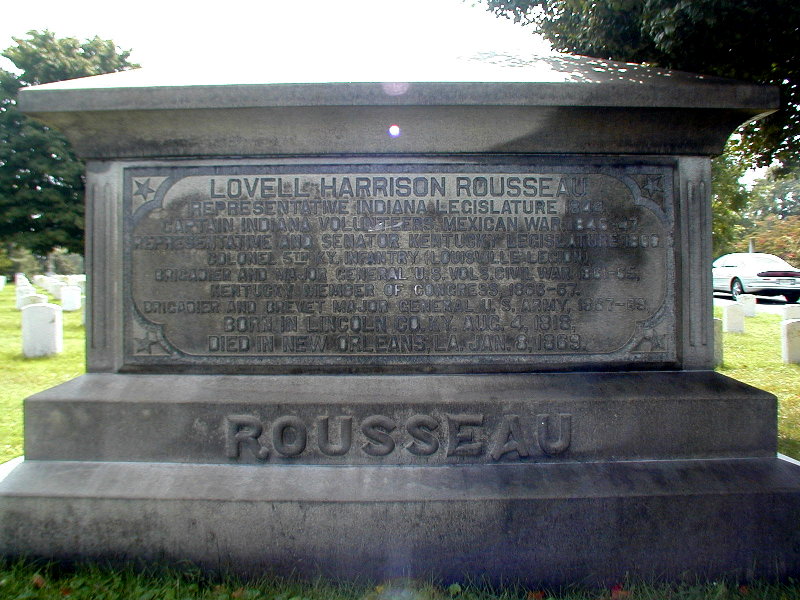 LOVELL HARRISON ROUSSEAU
REPRESENTATIVE INDIANA LEGISLATURE
CAPTAIN INDIANA VOLUNTEERS, MEXICAN WAR, 1846-47,
REPRESENTATIVE AND SENATOR KENTUCKY LEGISLATURE 1860
COLONEL 5TH KY. INFANTRY (LOUISVILLE LEGION)
BRIGADIER AND MAJOR GENERAL U.S. VOLS. CIVIL WAR, 1861-65,
KENTUCKY MEMBER OF CONGRESS, 1865-67,
BRIGADIER AND BREVET MAJOR GENERAL U.S. ARMY, 1867-69,
BORN IN LINCOLN CO. KY. AUG. 4, 1818,
DIED IN NEW ORLEANS, LA. JAN. 8, 1869.
ROUSSEAU